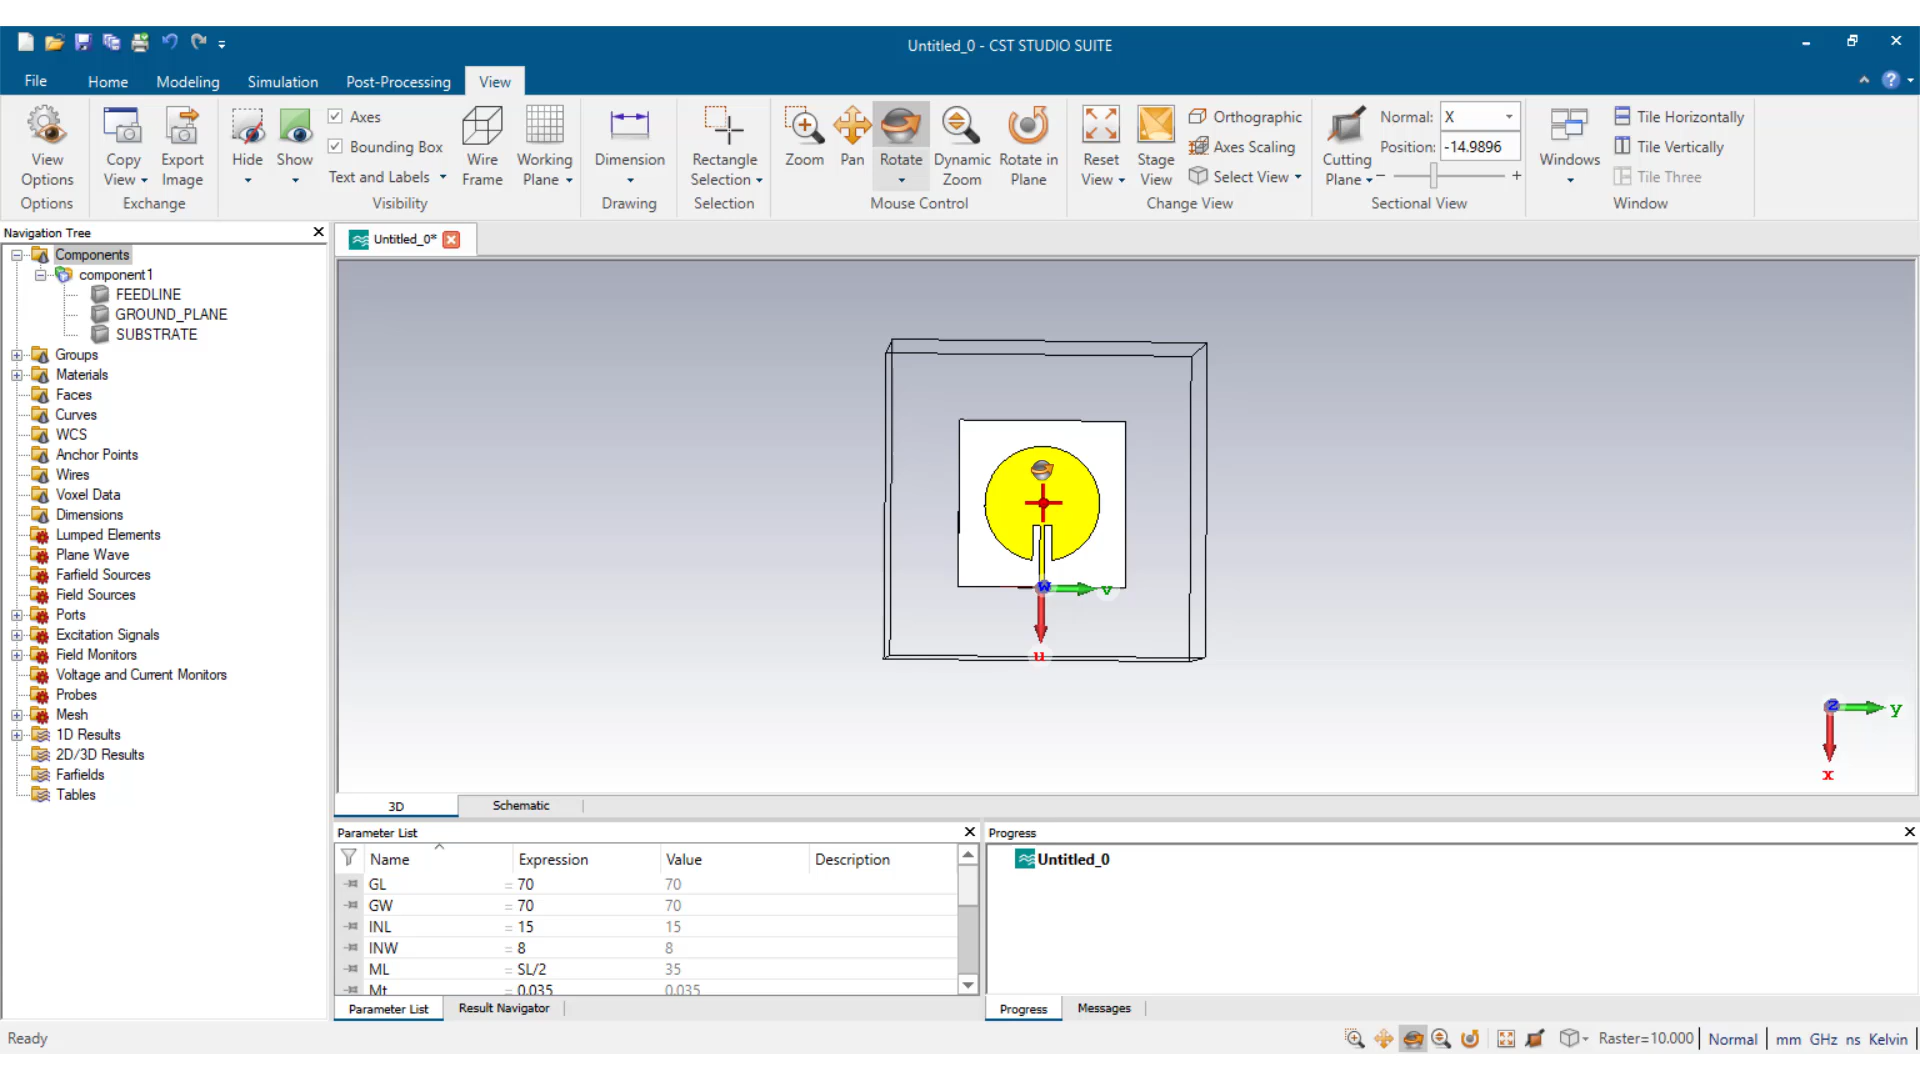 Untitled_0 - CST STUDIO SUITE
File Home Modeling Simulation Post-Processing View
View Options
Copy View
Export Image
Hide
Show
Axes
Bounding Box
Text and Labels
Wire Frame
Working Plane
Dimension
Rectangle Selection
Zoom
Pan
Rotate
Dynamic Zoom
Rotate in Plane
Reset View
Stage View
Orthographic
Axes Scaling
Select View
Cutting Plane
Normal: X
Position: -14.9896
− +
Windows
Tile Horizontally
Tile Vertically
Tile Three
Options Exchange Visibility Drawing Selection Mouse Control Change View Sectional View Window
Navigation Tree
Components
component1
FEEDLINE
GROUND_PLANE
SUBSTRATE
Groups
Materials
Faces
Curves
WCS
Anchor Points
Wires
Voxel Data
Dimensions
Lumped Elements
Plane Wave
Farfield Sources
Field Sources
Ports
Excitation Signals
Field Monitors
Voltage and Current Monitors
Probes
Mesh
1D Results
2D/3D Results
Farfields
Tables
Untitled_0*
w v
u
z y
x
3D Schematic
Parameter List
Name Expression Value Description
GL = 70 70
GW = 70 70
INL = 15 15
INW = 8 8
ML = SL/2 35
Mt = 0.035 0.035
Parameter List Result Navigator
Progress
Untitled_0
Progress Messages
Ready
Raster=10.000 Normal mm GHz ns Kelvin